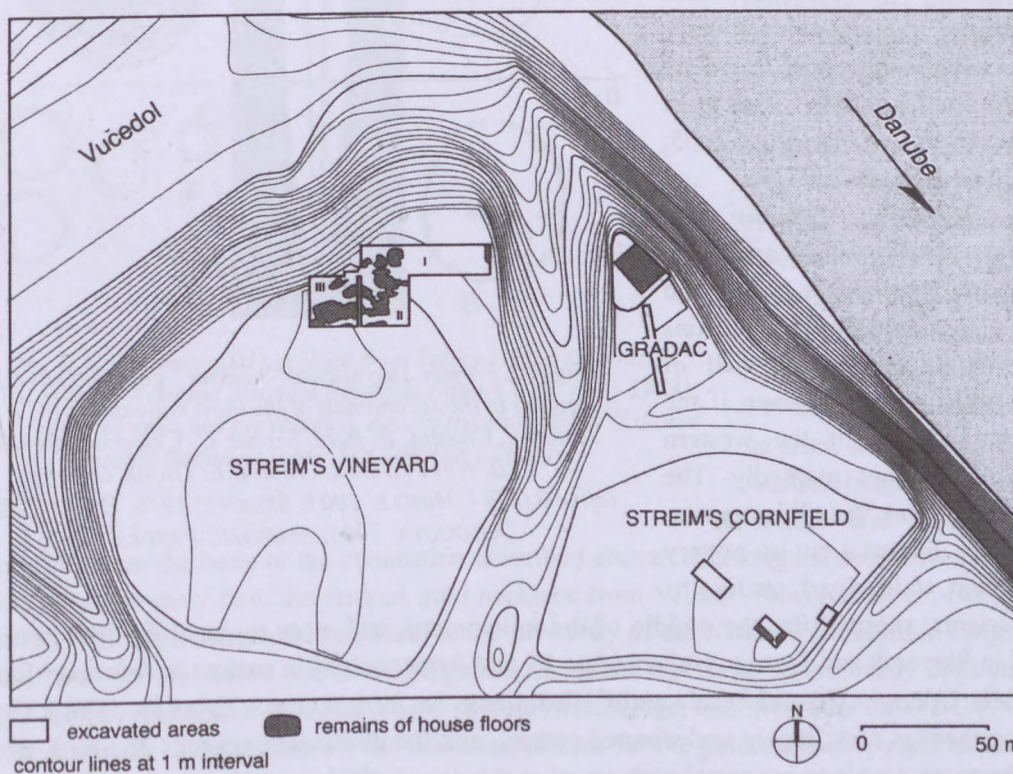 Vučedol
Danube
I
III
II
GRADAC
STREIM'S VINEYARD
STREIM'S CORNFIELD
excavated areas
remains of house floors
N
0 50 m
contour lines at 1 m interval